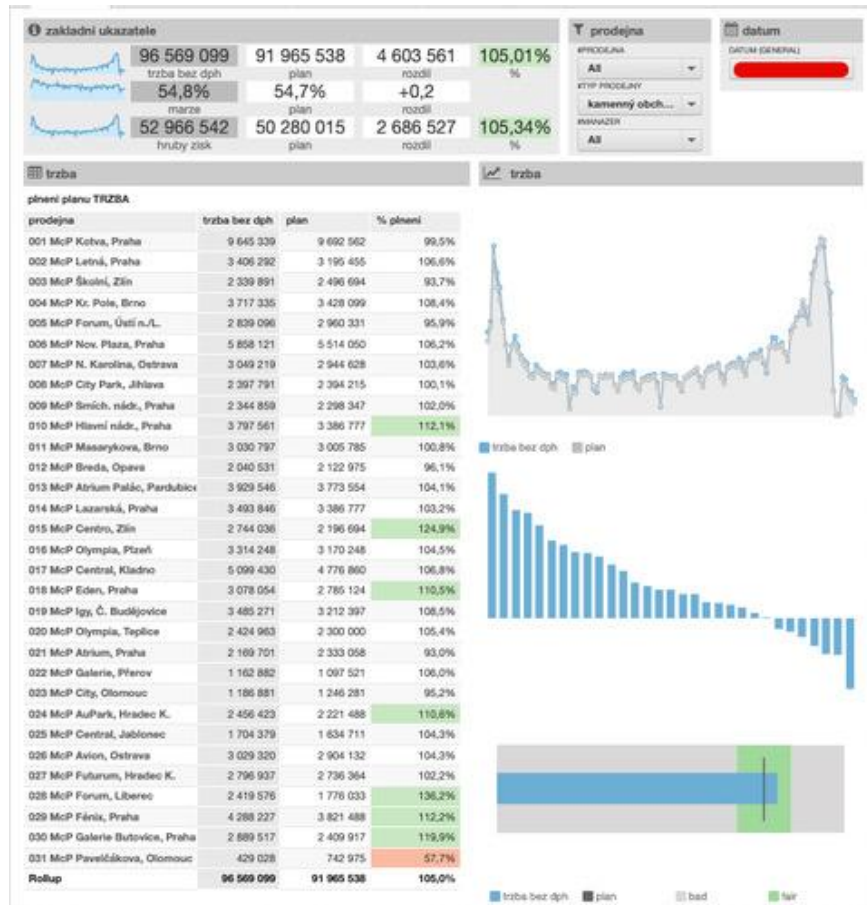 zakladní ukazatele
96 569 099 91 965 538 4 603 561 105,01%
trzba bez dph plan rozdil %
54,8% 54,7% +0,2
marze plan rozdil
52 966 542 50 280 015 2 686 527 105,34%
hruby zisk plan rozdil %
prodejna
#PRODEJNA
All
#TYP PRODEJNY
kamenný obch...
#MANAZER
All
datum
DATUM (GENERAL)
trzba
plneni planu TRZBA
prodejna trzba bez dph plan % plneni
001 McP Kotva, Praha 9 645 339 9 692 562 99,5%
002 McP Letná, Praha 3 406 292 3 195 455 106,6%
003 McP Školní, Zlín 2 339 891 2 496 694 93,7%
004 McP Kr. Pole, Brno 3 717 335 3 428 099 108,4%
005 McP Forum, Ústí n./L. 2 839 096 2 960 331 95,9%
006 McP Nov. Plaza, Praha 5 858 121 5 514 050 106,2%
007 McP N. Karolina, Ostrava 3 049 219 2 944 628 103,6%
008 McP City Park, Jihlava 2 397 791 2 394 215 100,1%
009 McP Smích. nádr., Praha 2 344 859 2 298 347 102,0%
010 McP Hlavní nádr., Praha 3 797 561 3 386 777 112,1%
011 McP Masarykova, Brno 3 030 797 3 005 785 100,8%
012 McP Breda, Opava 2 040 531 2 122 975 96,1%
013 McP Atrium Palác, Pardubice 3 929 546 3 773 554 104,1%
014 McP Lazarská, Praha 3 493 846 3 386 777 103,2%
015 McP Centro, Zlín 2 744 036 2 196 694 124,9%
016 McP Olympia, Plzeň 3 314 248 3 170 248 104,5%
017 McP Central, Kladno 5 099 430 4 776 860 106,8%
018 McP Eden, Praha 3 078 054 2 785 124 110,5%
019 McP Igy, Č. Budějovice 3 485 271 3 212 397 108,5%
020 McP Olympia, Teplice 2 424 963 2 300 000 105,4%
021 McP Atrium, Praha 2 169 701 2 333 058 93,0%
022 McP Galerie, Přerov 1 162 882 1 097 521 106,0%
023 McP City, Olomouc 1 186 881 1 246 281 95,2%
024 McP AuPark, Hradec K. 2 456 423 2 221 488 110,6%
025 McP Central, Jablonec 1 704 379 1 634 711 104,3%
026 McP Avion, Ostrava 3 029 320 2 904 132 104,3%
027 McP Futurum, Hradec K. 2 796 937 2 736 364 102,2%
028 McP Forum, Liberec 2 419 576 1 776 033 136,2%
029 McP Fénix, Praha 4 288 227 3 821 488 112,2%
030 McP Galerie Butovice, Praha 2 889 517 2 409 917 119,9%
031 McP Pavelčákova, Olomouc 429 028 742 975 57,7%
Rollup 96 569 099 91 965 538 105,0%
trzba
trzba bez dph plan
trzba bez dph plan bad fair